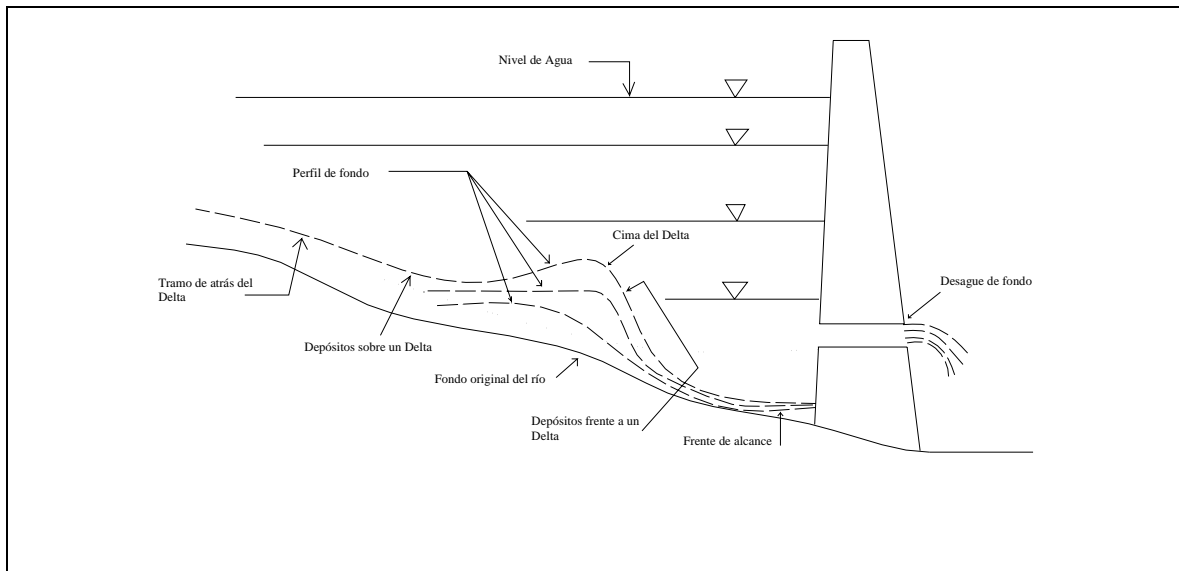 Nivel de Agua
Perfil de fondo
Cima del Delta
Tramo de atrás del
Delta
Desague de fondo
Depósitos sobre un Delta
Fondo original del río
Depósitos frente a un
Delta
Frente de alcance